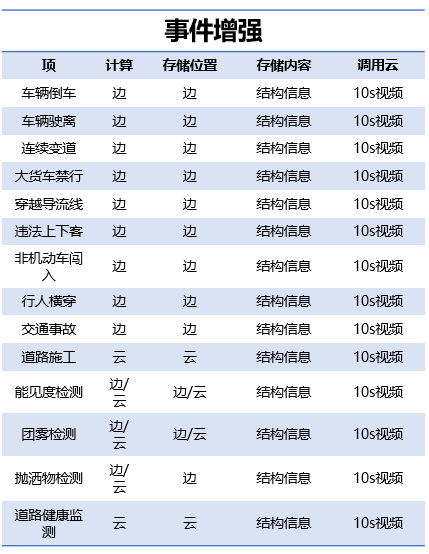 事件增强
项 计算 存储位置 存储内容 调用云
车辆倒车 边 边 结构信息 10s视频
车辆驶离 边 边 结构信息 10s视频
连续变道 边 边 结构信息 10s视频
大货车禁行 边 边 结构信息 10s视频
穿越导流线 边 边 结构信息 10s视频
违法上下客 边 边 结构信息 10s视频
非机动车闯
入 边 边 结构信息 10s视频
行人横穿 边 边 结构信息 10s视频
交通事故 边 边 结构信息 10s视频
道路施工 云 云 结构信息 10s视频
能见度检测 边/
云 边/云 结构信息 10s视频
团雾检测 边/
云 边/云 结构信息 10s视频
抛洒物检测 边/
云 边 结构信息 10s视频
道路健康监
测 云 云 结构信息 10s视频